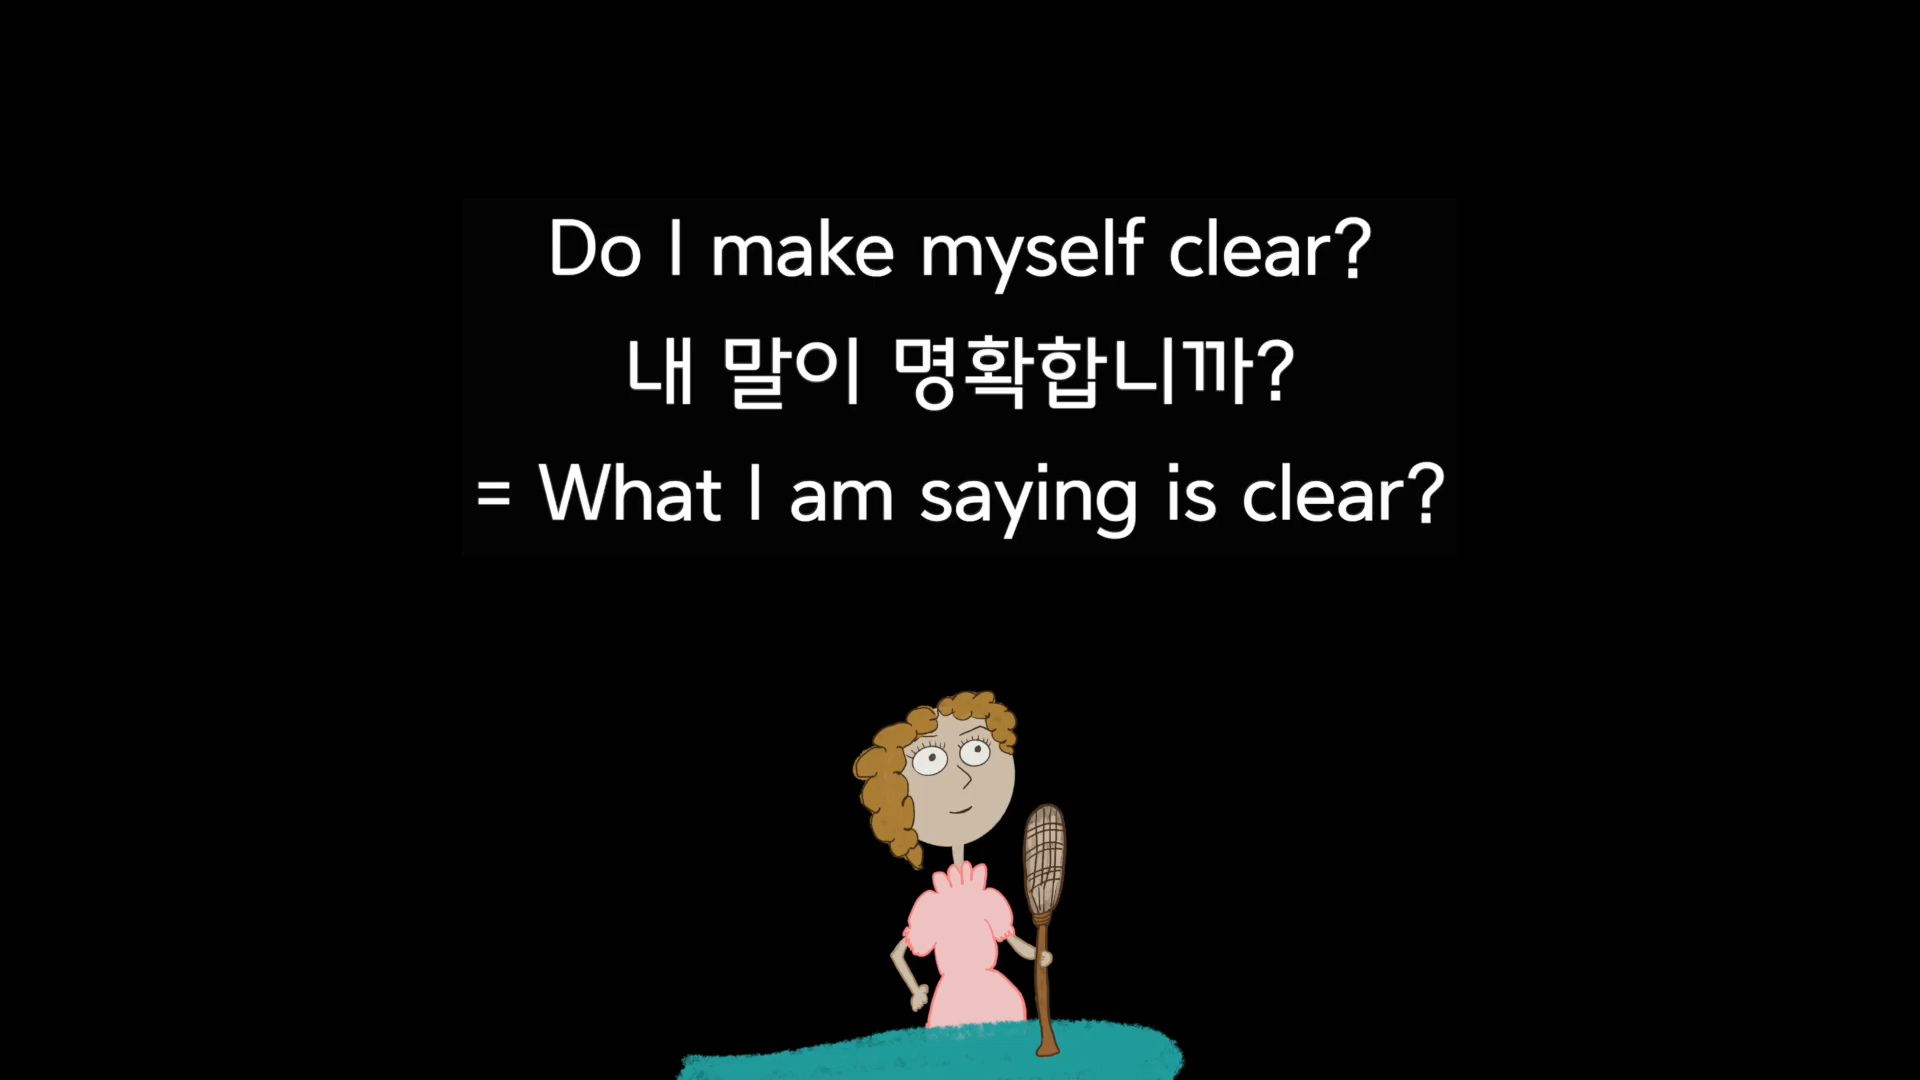 Do I make myself clear?
내 말이 명확합니까?
= What I am saying is clear?